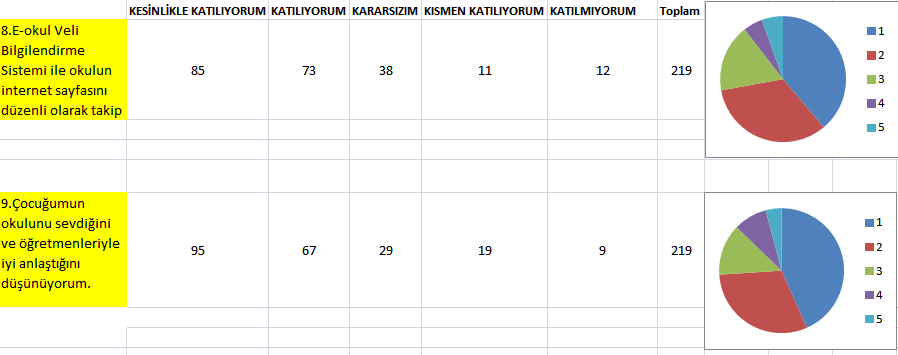 KESİNLİKLE KATILIYORUM KATILIYORUM KARARSIZIM KISMEN KATILIYORUM KATILMIYORUM Toplam
8.E-okul Veli
Bilgilendirme
Sistemi ile okulun
internet sayfasını
düzenli olarak takip
85 73 38 11 12 219
1
2
3
4
5
9.Çocuğumun
okulunu sevdiğini
ve öğretmenleriyle
iyi anlaştığını
düşünüyorum.
95 67 29 19 9 219
1
2
3
4
5